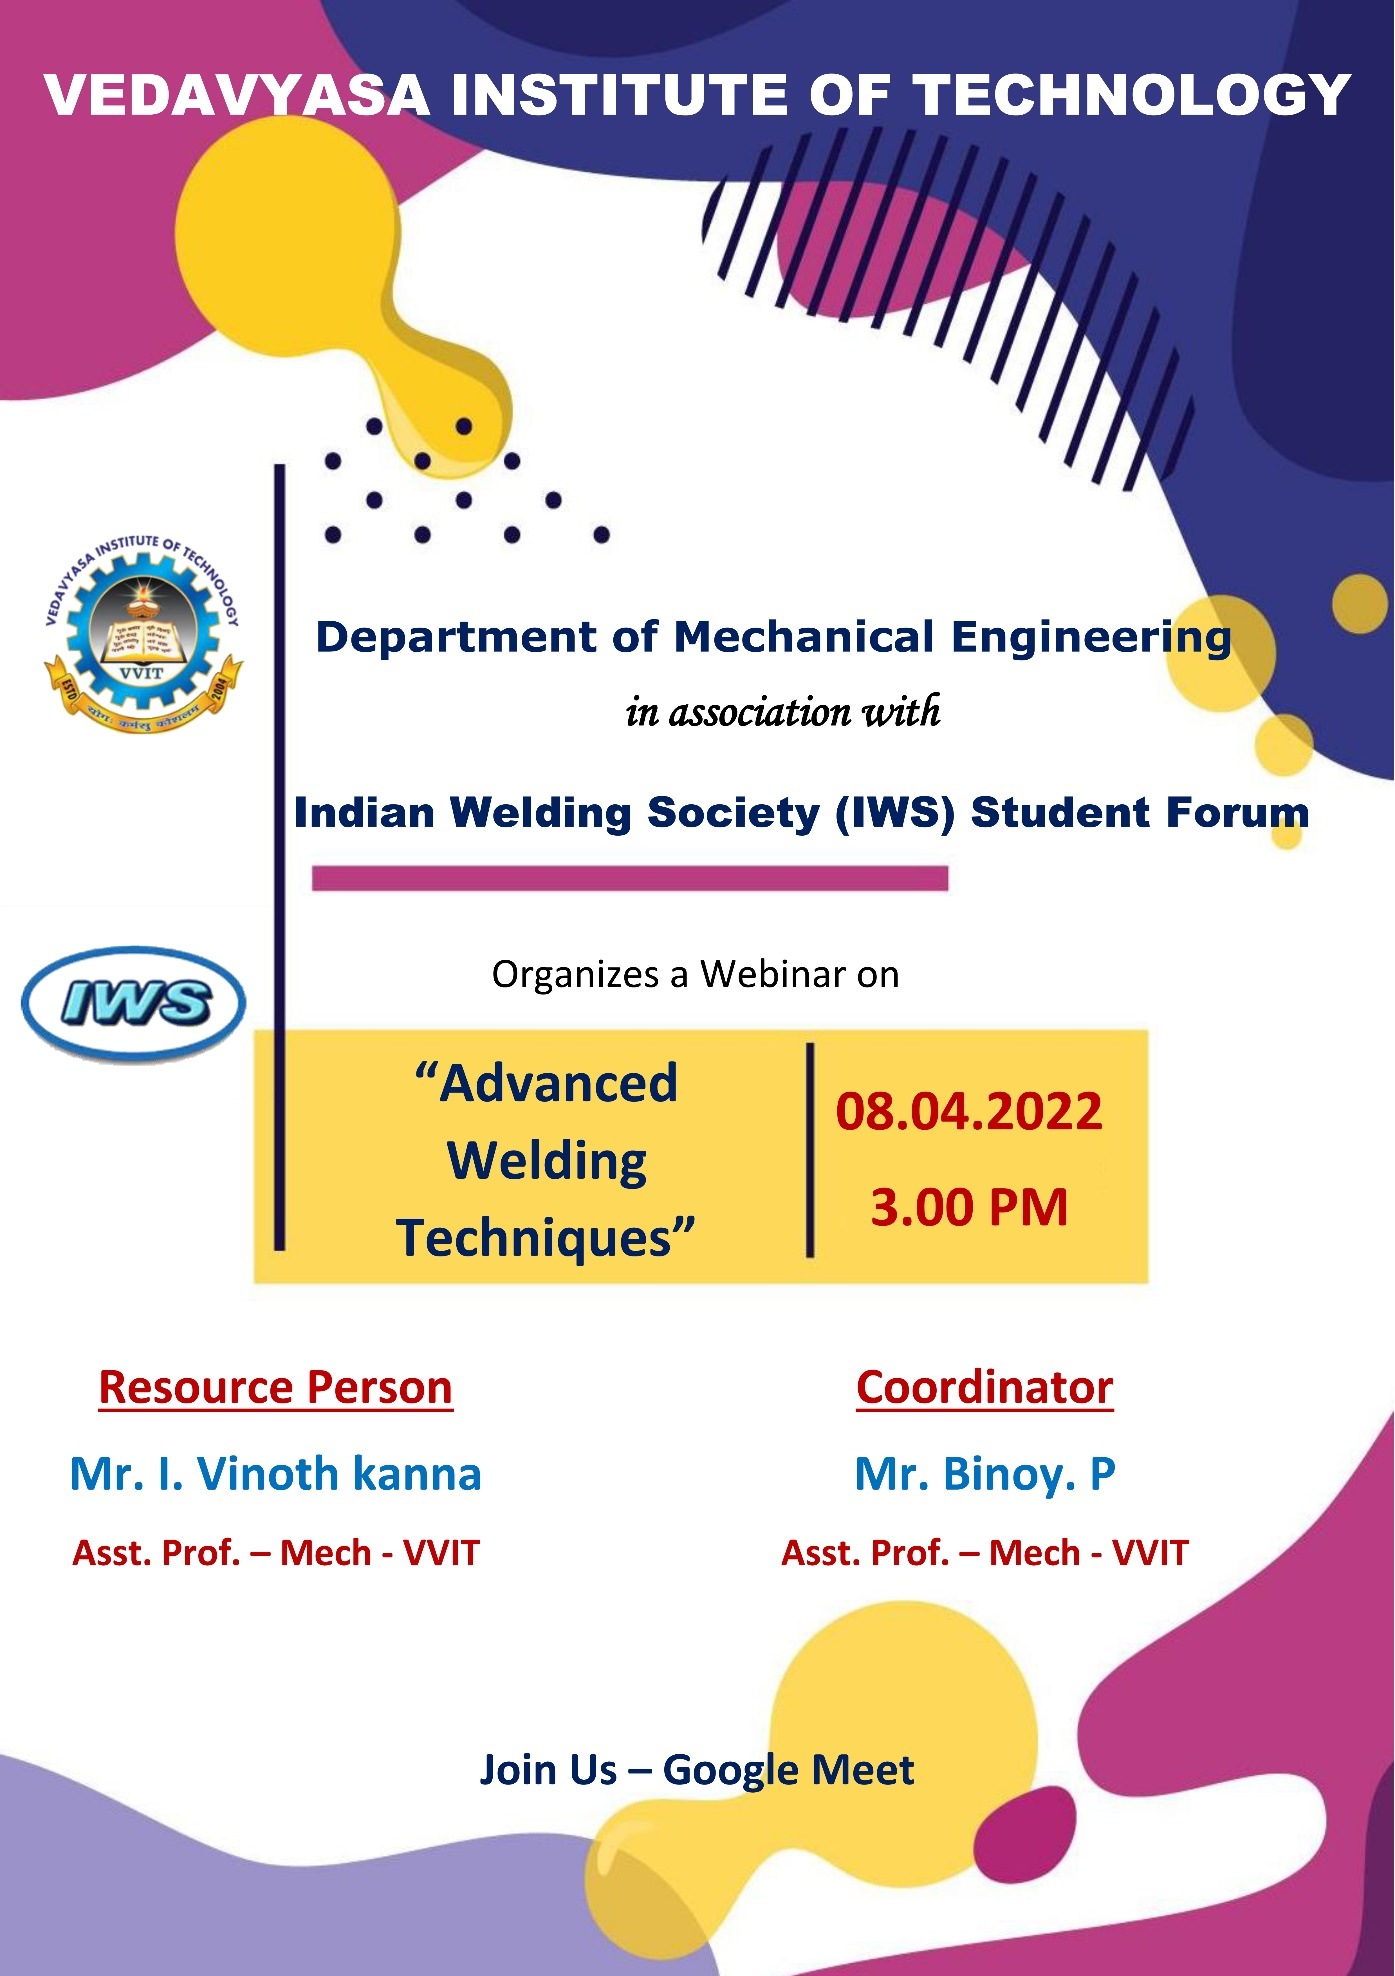 VEDAVYASA INSTITUTE OF TECHNOLOGY
VEDAVYASA INSTITUTE OF TECHNOLOGY
VVIT
ESTD 2004
योगः कर्मसु कौशलम्
Department of Mechanical Engineering
in association with
Indian Welding Society (IWS) Student Forum
IWS
Organizes a Webinar on
“Advanced
Welding
Techniques”
08.04.2022
3.00 PM
Resource Person
Coordinator
Mr. I. Vinoth kanna
Mr. Binoy. P
Asst. Prof. – Mech - VVIT
Asst. Prof. – Mech - VVIT
Join Us – Google Meet